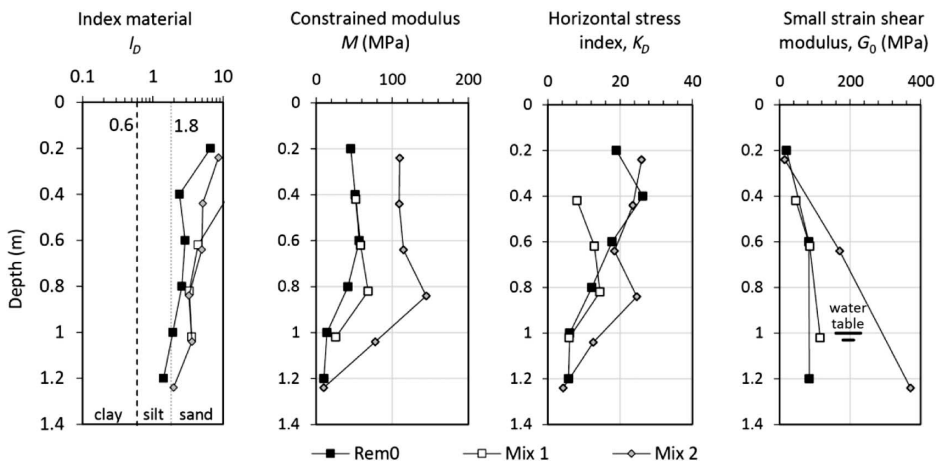 Index material
I_D
0.1 1 10
0
0.2
0.4
0.6
0.8
1
1.2
1.4
Depth (m)
0.6
1.8
clay silt sand
Constrained modulus
M (MPa)
0 100 200
0
0.2
0.4
0.6
0.8
1
1.2
1.4
Horizontal stress
index, K_D
0 20 40
0
0.2
0.4
0.6
0.8
1
1.2
1.4
Small strain shear
modulus, G_0 (MPa)
0 200 400
0
0.2
0.4
0.6
0.8
1
1.2
1.4
water
table
Rem0 Mix 1 Mix 2